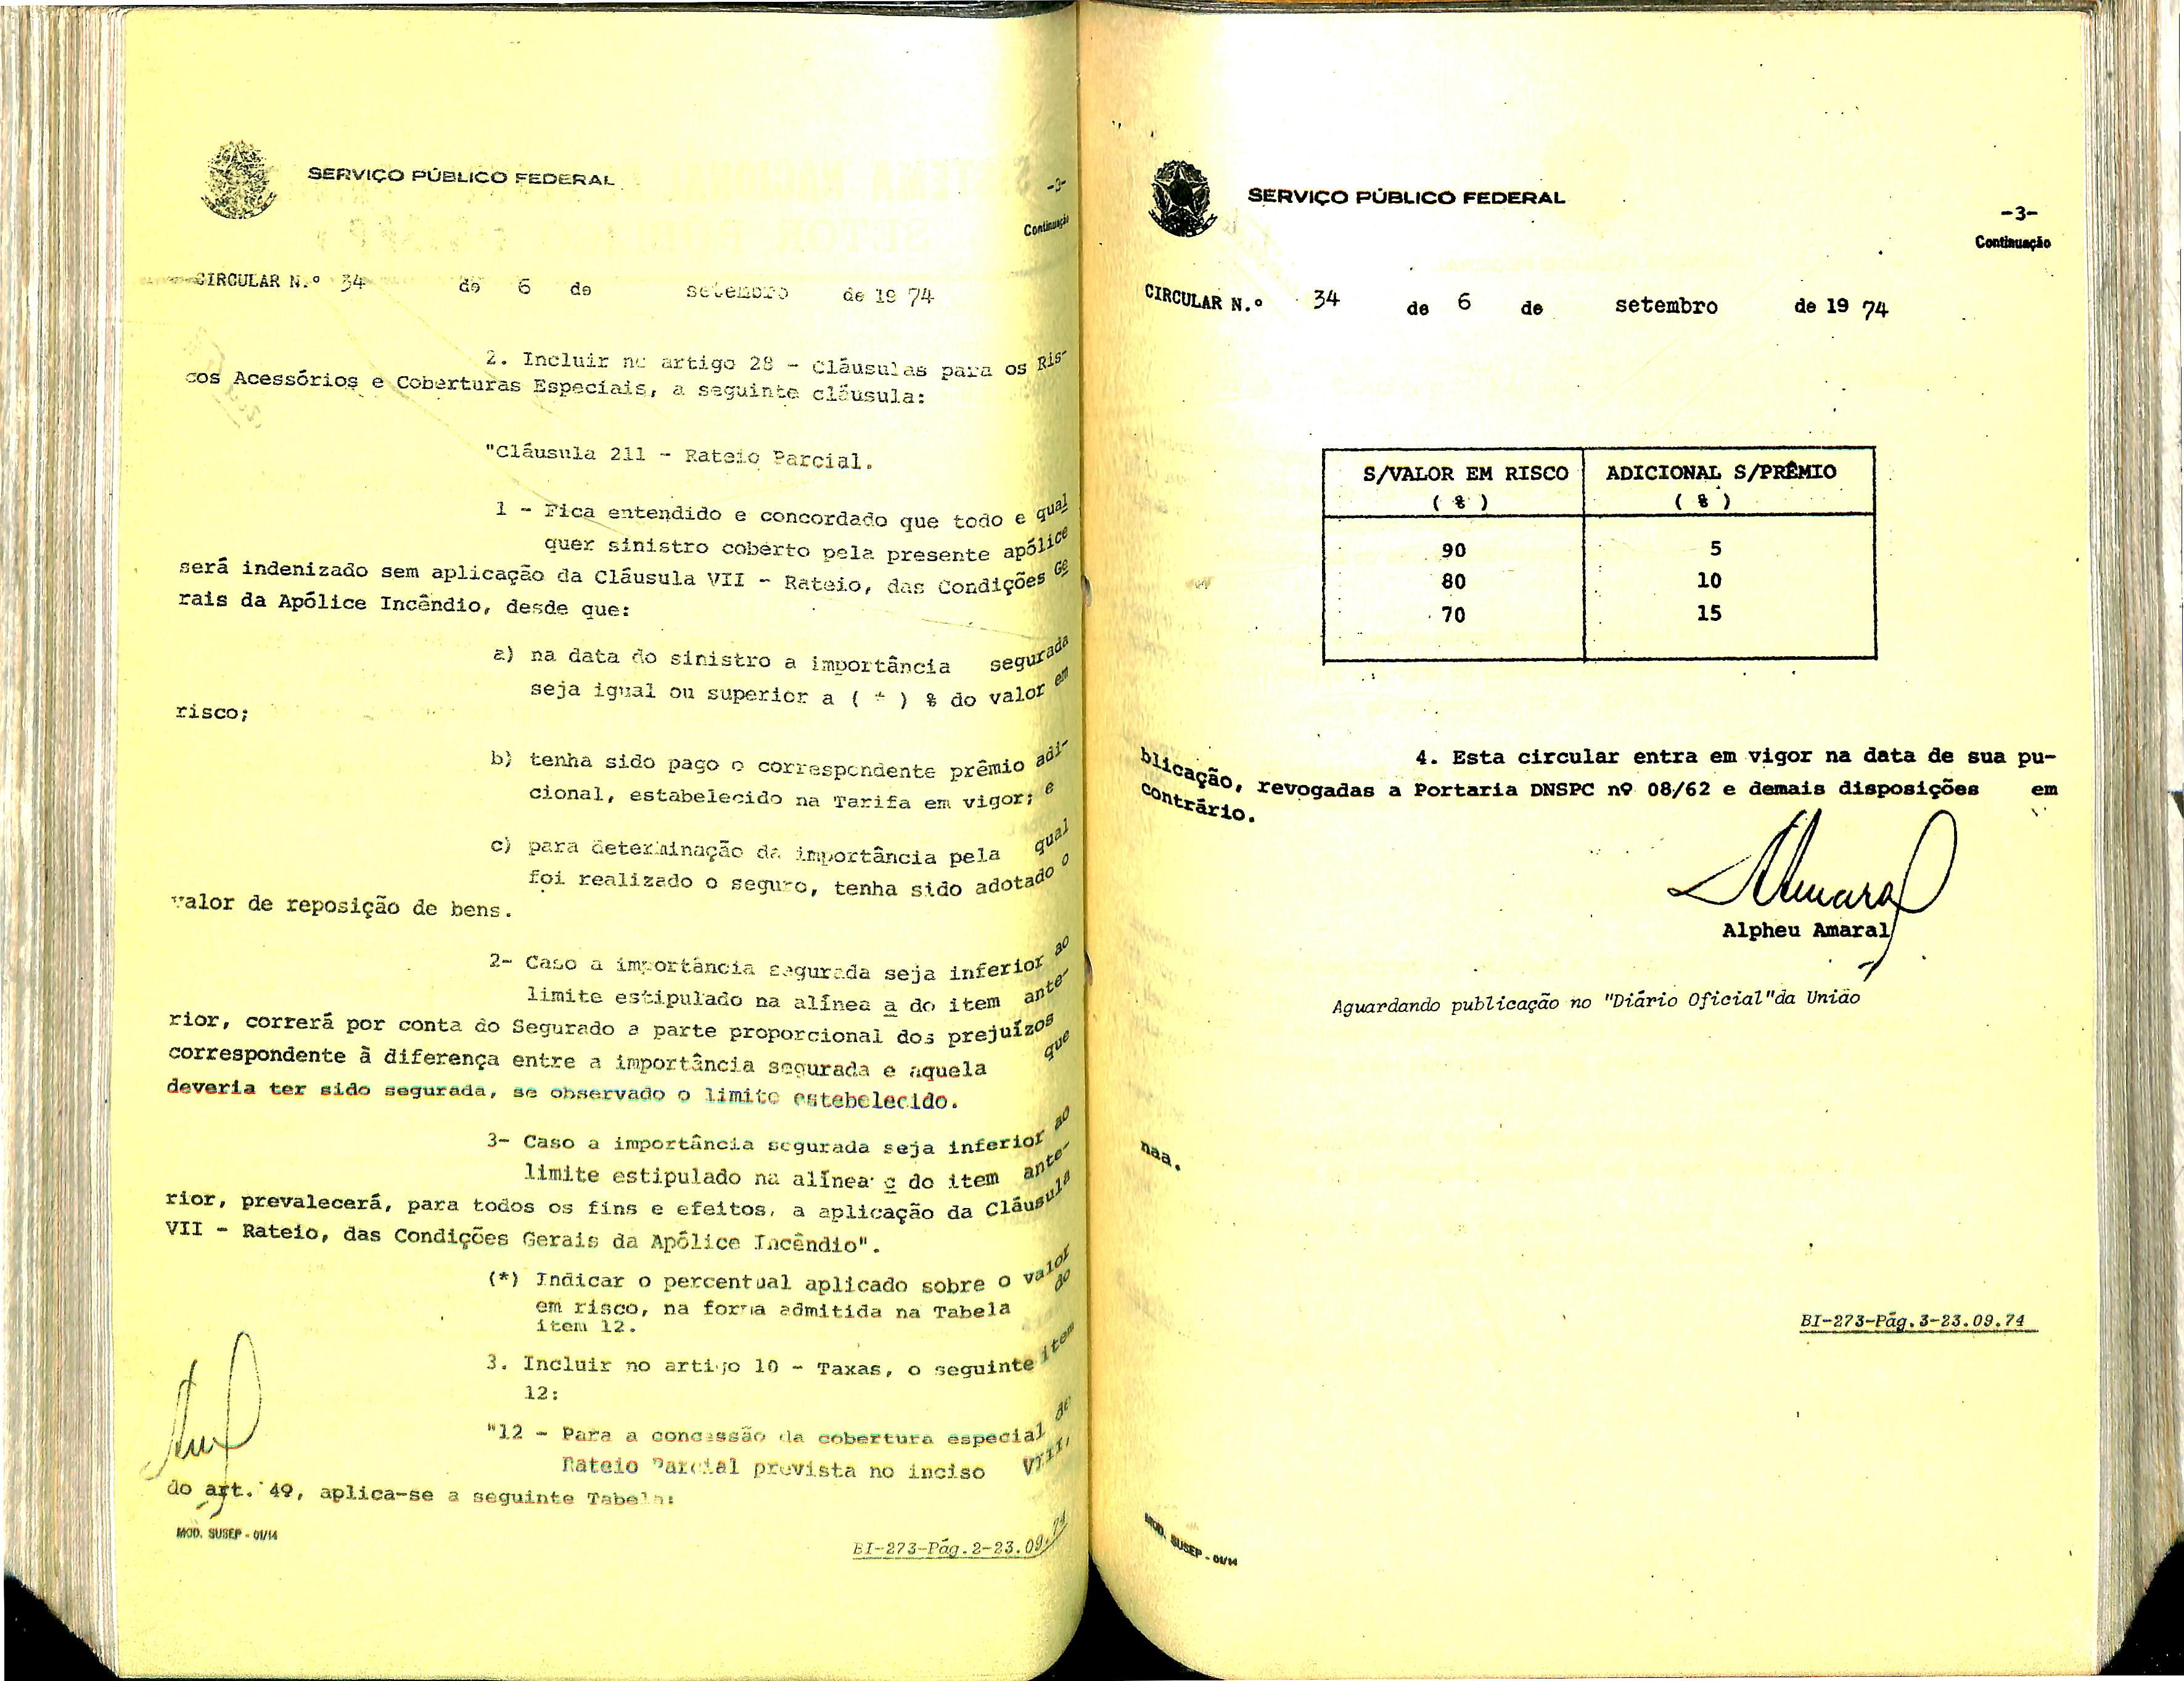 SERVIÇO PÚBLICO FEDERAL
Continuação
CIRCULAR N.º 34 de 6 de setembro de 19 74
2. Incluir no artigo 28 - Cláusulas para os Ris-
cos Acessórios e Coberturas Especiais, a seguinte cláusula:
"Cláusula 211 - Rateio Parcial.
1 - Fica entendido e concordado que todo e qual
quer sinistro coberto pela presente apólice
será indenizado sem aplicação da Cláusula VII - Rateio, das Condições Ge
rais da Apólice Incêndio, desde que:
a) na data do sinistro a importância segurada
seja igual ou superior a ( * ) % do valor em
risco;
b) tenha sido pago o correspondente prêmio adi-
cional, estabelecido na Tarifa em vigor; e
c) para determinação da importância pela qual
foi realizado o seguro, tenha sido adotado o
valor de reposição de bens.
2- Caso a importância segurada seja inferior ao
limite estipulado na alínea a do item ante-
rior, correrá por conta do Segurado a parte proporcional dos prejuízos
correspondente à diferença entre a importância segurada e aquela que
deveria ter sido segurada, se observado o limite estebelecido.
3- Caso a importância segurada seja inferior ao
limite estipulado na alínea c do item ante-
rior, prevalecerá, para todos os fins e efeitos, a aplicação da Cláusula
VII - Rateio, das Condições Gerais da Apólice Incêndio".
(*) Indicar o percentual aplicado sobre o valor
em risco, na forma admitida na Tabela do
item 12.
3. Incluir no artigo 10 - Taxas, o seguinte item
12:
"12 - Para a concessão da cobertura especial de
Rateio Parcial prevista no inciso VIII,
do art. 49, aplica-se a seguinte Tabela:
MOD. SUSEP - 01/14
BI-273-Pág.2-23.09.74
SERVIÇO PÚBLICO FEDERAL
-3-
Continuação
CIRCULAR N.º 34 de 6 de setembro de 19 74
S/VALOR EM RISCO ADICIONAL S/PRÊMIO
( % ) ( % )
90 5
80 10
70 15
4. Esta circular entra em vigor na data de sua pu-
blicação, revogadas a Portaria DNSPC nº 08/62 e demais disposições em
contrário.
Amaral
Alpheu Amaral
Aguardando publicação no "Diário Oficial"da União
naa.
BI-273-Pág.3-23.09.74
MOD. SUSEP - 01/14